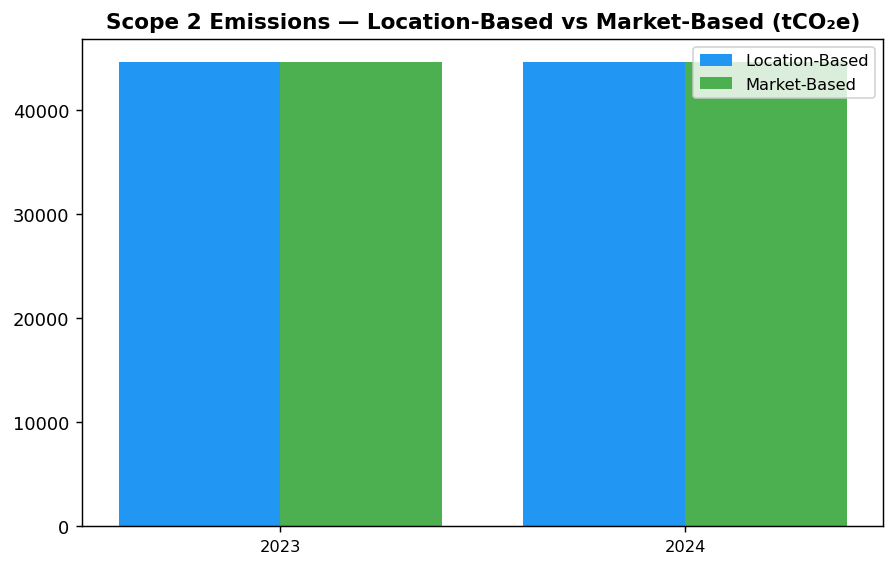 Scope 2 Emissions — Location-Based vs Market-Based (tCO₂e)
Location-Based
Market-Based
40000
30000
20000
10000
0
2023
2024